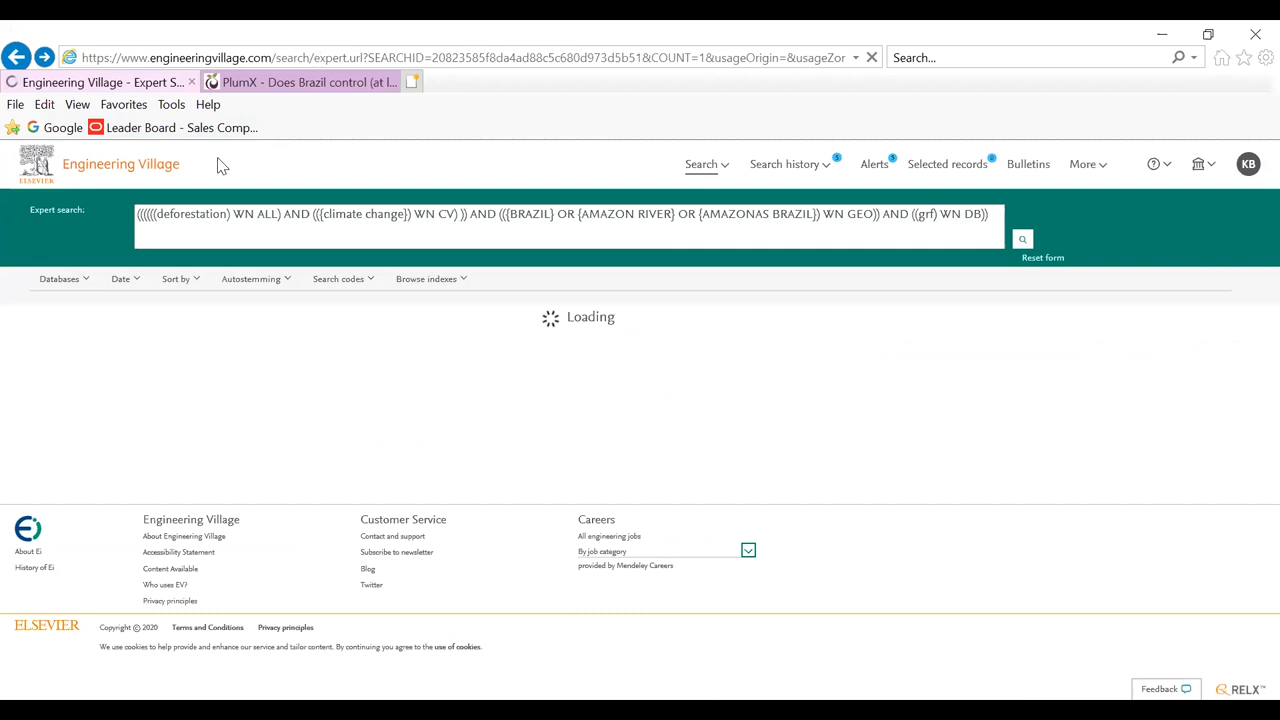 https://www.engineeringvillage.com/search/expert.url?SEARCHID=20823585f8da4ad88c5c680d973d5b51&COUNT=1&usageOrigin=&usageZor
Search...
Engineering Village - Expert S...
PlumX - Does Brazil control (at l...
File Edit View Favorites Tools Help
Google Leader Board - Sales Comp...
ELSEVIER
Engineering Village
Search Search history 5 Alerts 5 Selected records 0 Bulletins More KB
Expert search:
((((((deforestation) WN ALL) AND (({climate change}) WN CV) )) AND (({BRAZIL} OR {AMAZON RIVER} OR {AMAZONAS BRAZIL}) WN GEO)) AND ((grf) WN DB))
Reset form
Databases Date Sort by Autostemming Search codes Browse indexes
Loading
Engineering Village Customer Service Careers
About Engineering Village Contact and support All engineering jobs
About Ei Accessibility Statement Subscribe to newsletter By job category
History of Ei Content Available Blog provided by Mendeley Careers
Who uses EV? Twitter
Privacy principles
ELSEVIER Copyright © 2020 Terms and Conditions Privacy principles
We use cookies to help provide and enhance our service and tailor content. By continuing you agree to the use of cookies.
Feedback RELX™